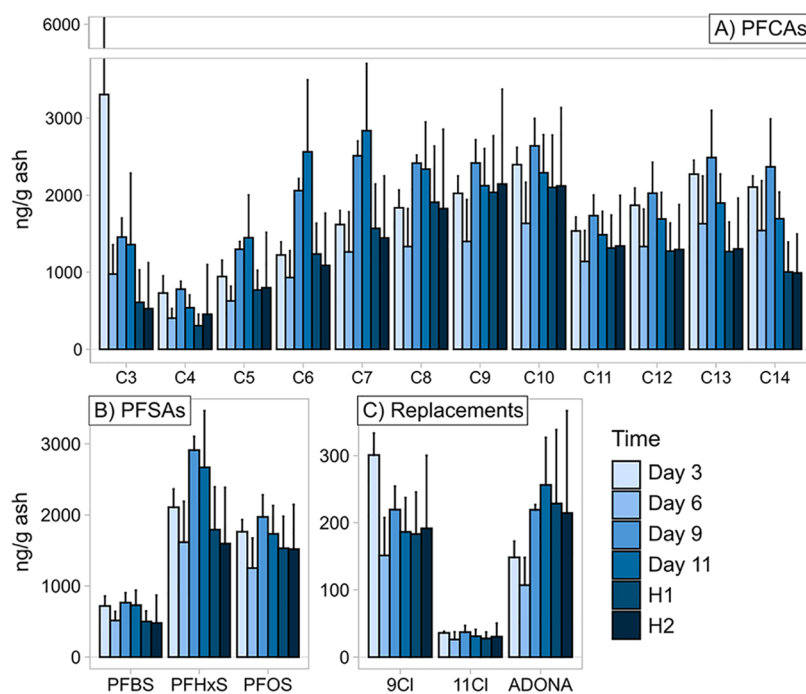 6000
A) PFCAs
3000
2000
1000
0
ng/g ash
C3 C4 C5 C6 C7 C8 C9 C10 C11 C12 C13 C14
B) PFSAs
3000
2000
1000
0
ng/g ash
PFBS PFHxS PFOS
C) Replacements
300
200
100
0
9Cl 11Cl ADONA
Time
Day 3
Day 6
Day 9
Day 11
H1
H2